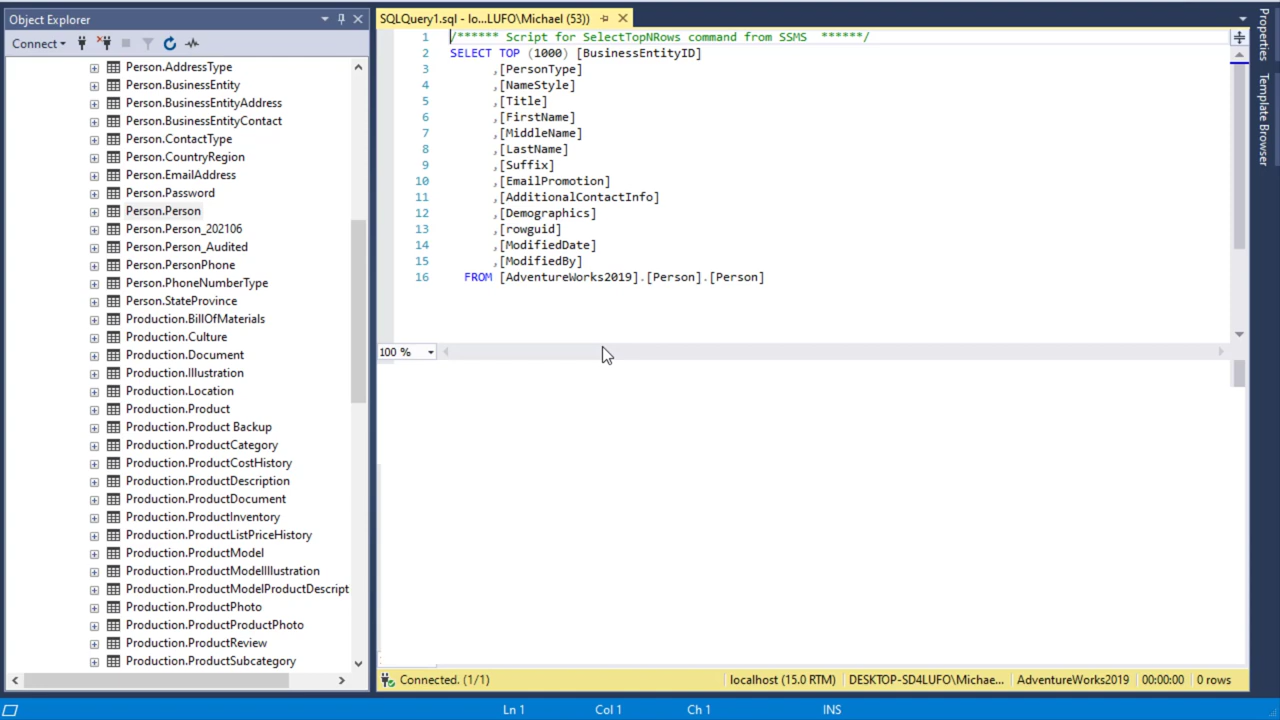 Object Explorer
Connect
Person.AddressType
Person.BusinessEntity
Person.BusinessEntityAddress
Person.BusinessEntityContact
Person.ContactType
Person.CountryRegion
Person.EmailAddress
Person.Password
Person.Person
Person.Person_202106
Person.Person_Audited
Person.PersonPhone
Person.PhoneNumberType
Person.StateProvince
Production.BillOfMaterials
Production.Culture
Production.Document
Production.Illustration
Production.Location
Production.Product
Production.Product Backup
Production.ProductCategory
Production.ProductCostHistory
Production.ProductDescription
Production.ProductDocument
Production.ProductInventory
Production.ProductListPriceHistory
Production.ProductModel
Production.ProductModelIllustration
Production.ProductModelProductDescript
Production.ProductPhoto
Production.ProductProductPhoto
Production.ProductReview
Production.ProductSubcategory
SQLQuery1.sql - lo...LUFO\Michael (53))
1 /****** Script for SelectTopNRows command from SSMS  ******/
2 SELECT TOP (1000) [BusinessEntityID]
3 ,[PersonType]
4 ,[NameStyle]
5 ,[Title]
6 ,[FirstName]
7 ,[MiddleName]
8 ,[LastName]
9 ,[Suffix]
10 ,[EmailPromotion]
11 ,[AdditionalContactInfo]
12 ,[Demographics]
13 ,[rowguid]
14 ,[ModifiedDate]
15 ,[ModifiedBy]
16 FROM [AdventureWorks2019].[Person].[Person]
100 %
Connected. (1/1)
localhost (15.0 RTM)
DESKTOP-SD4LUFO\Michae...
AdventureWorks2019
00:00:00
0 rows
Properties
Template Browser
Ln 1
Col 1
Ch 1
INS